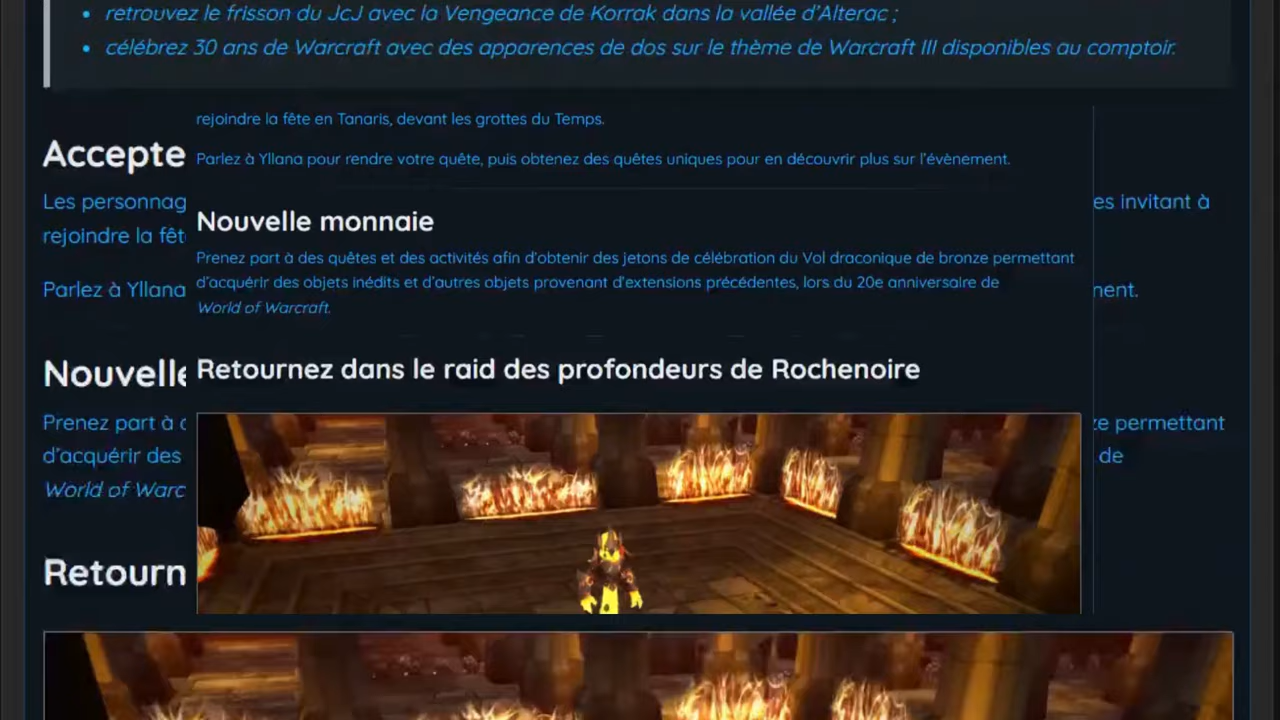 retrouvez le frisson du JcJ avec la Vengeance de Korrak dans la vallée d'Alterac ;
célébrez 30 ans de Warcraft avec des apparences de dos sur le thème de Warcraft III disponibles au comptoir.
rejoindre la fête en Tanaris, devant les grottes du Temps.
Accepte
Parlez à Yllana pour rendre votre quête, puis obtenez des quêtes uniques pour en découvrir plus sur l'évènement.
Les personnag
es invitant à
Nouvelle monnaie
rejoindre la fêt
Prenez part à des quêtes et des activités afin d'obtenir des jetons de célébration du Vol draconique de bronze permettant
d'acquérir des objets inédits et d'autres objets provenant d'extensions précédentes, lors du 20e anniversaire de
World of Warcraft.
Parlez à Yllana
nent.
Retournez dans le raid des profondeurs de Rochenoire
Nouvelle
Prenez part à
ze permettant
d'acquérir des
de
World of Warc
Retourn